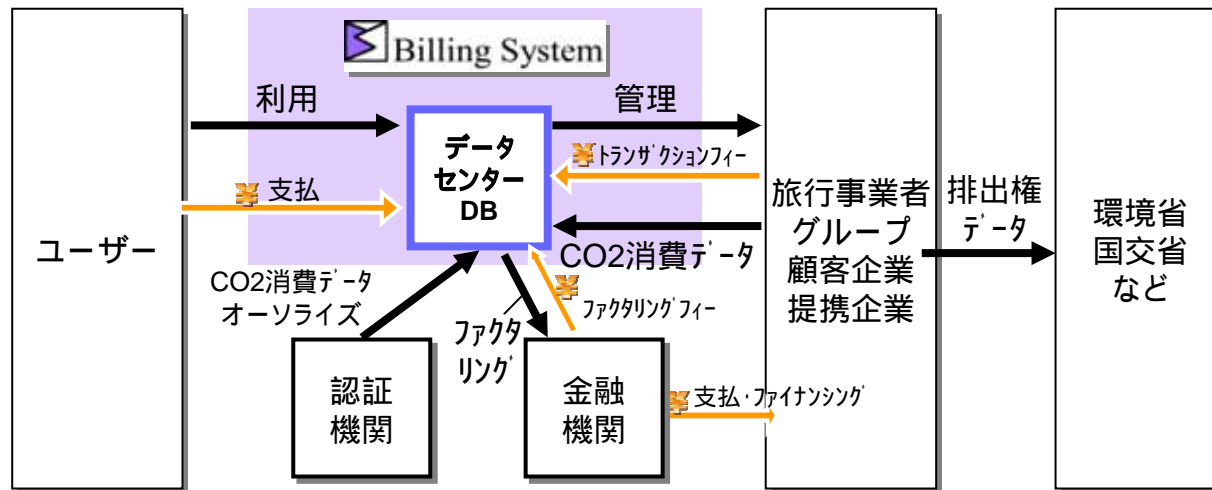 Billing System
利用
管理
データ
センター
DB
¥トランザクションフィー
¥ 支払
ユーザー
CO2消費データ
旅行事業者
グループ
顧客企業
提携企業
排出権
データ
環境省
国交省
など
CO2消費データ
オーソライズ
¥
ファクタリングフィー
ファクタ
リング
認証
機関
金融
機関
¥支払・ファイナンシング